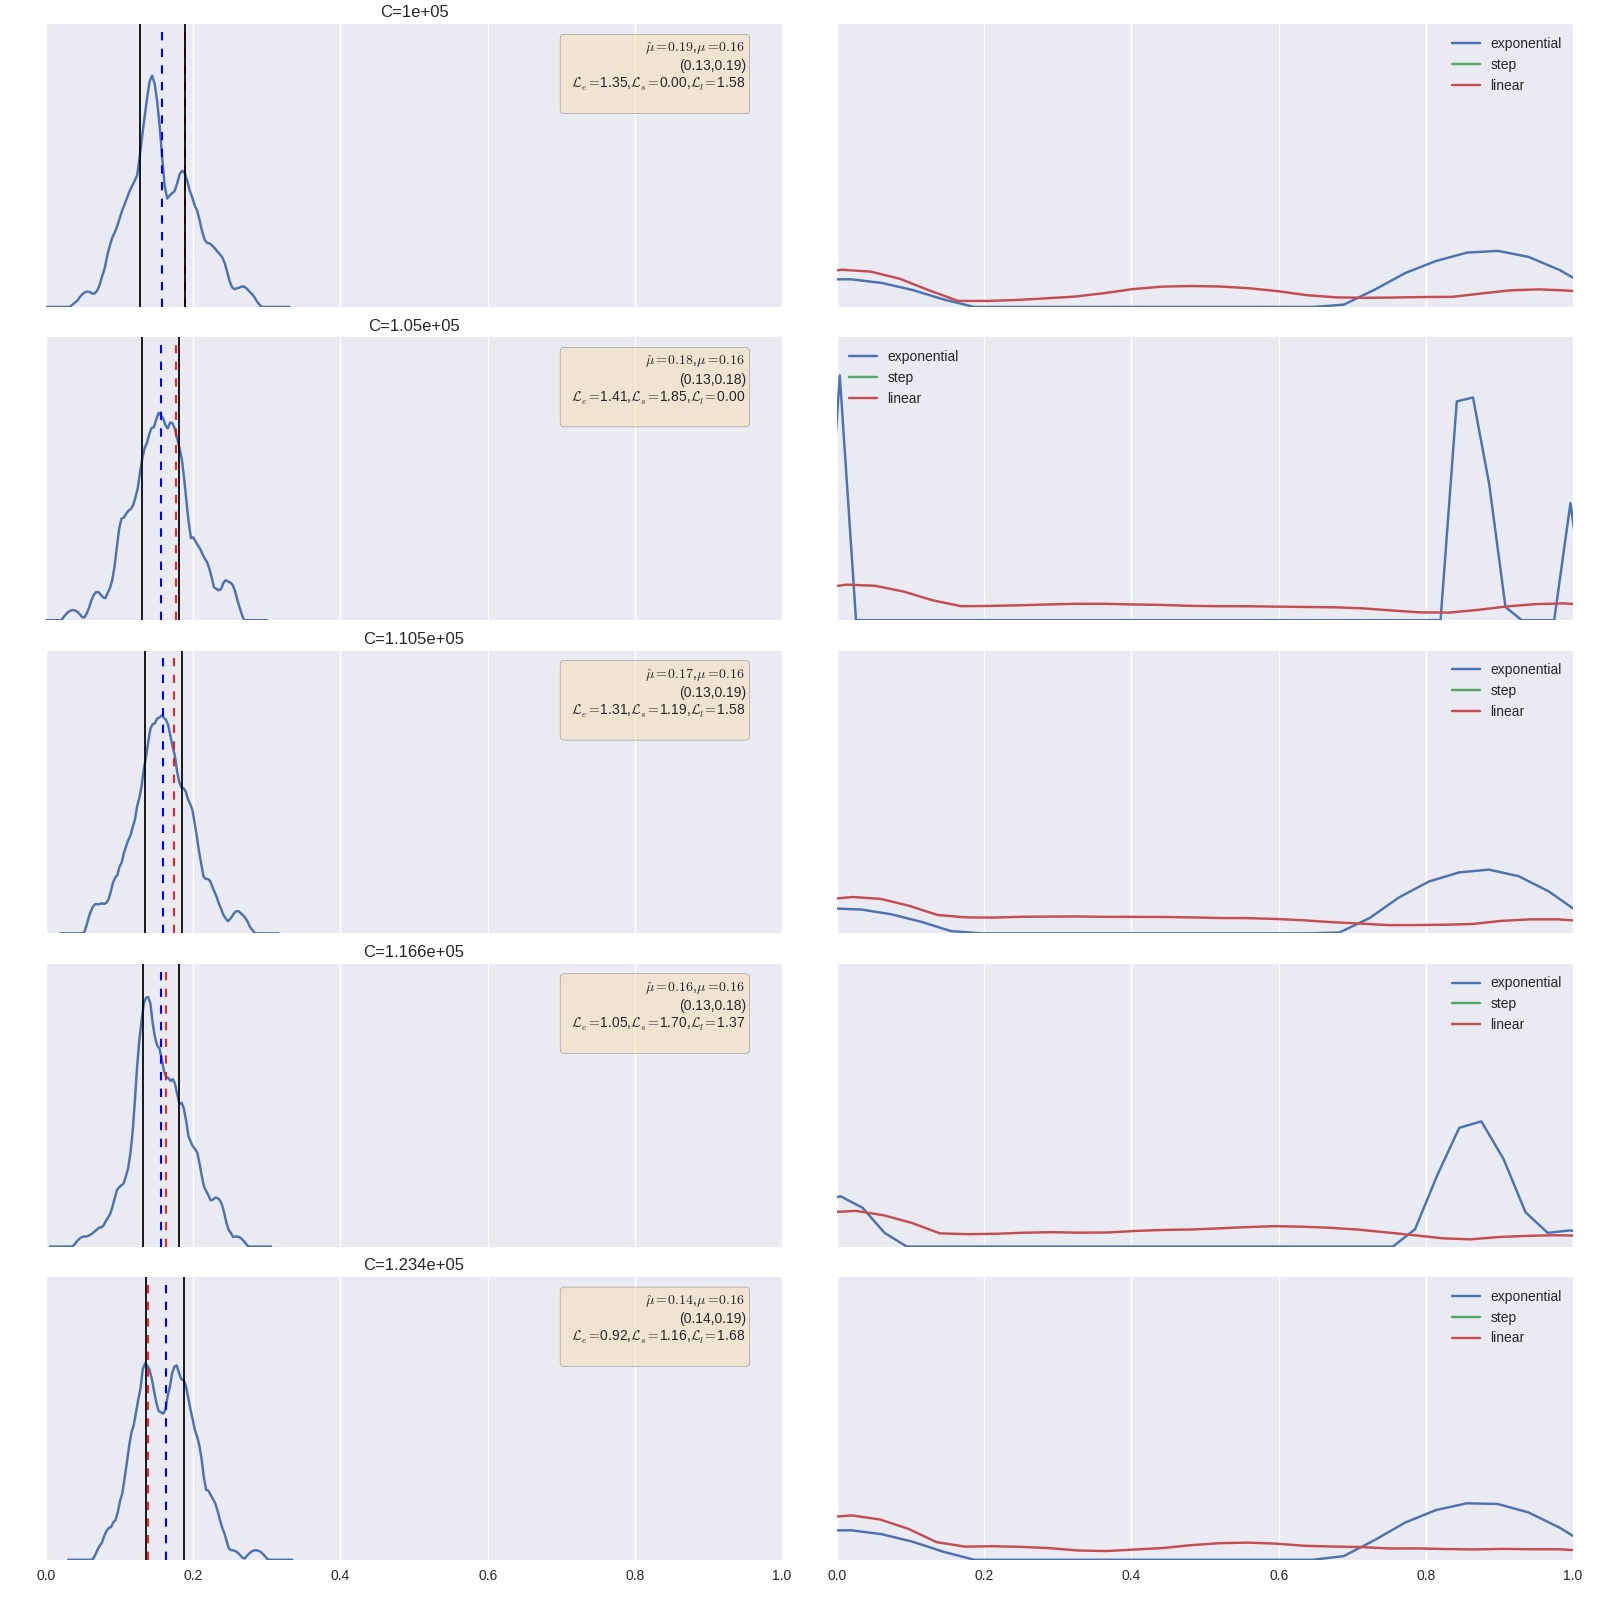 C=1e+05
μ̂=0.19,μ=0.16
(0.13,0.19)
ℒₑ=1.35,ℒₛ=0.00,ℒₗ=1.58
exponential
step
linear
C=1.05e+05
μ̂=0.18,μ=0.16
(0.13,0.18)
ℒₑ=1.41,ℒₛ=1.85,ℒₗ=0.00
exponential
step
linear
C=1.105e+05
μ̂=0.17,μ=0.16
(0.13,0.19)
ℒₑ=1.31,ℒₛ=1.19,ℒₗ=1.58
exponential
step
linear
C=1.166e+05
μ̂=0.16,μ=0.16
(0.13,0.18)
ℒₑ=1.05,ℒₛ=1.70,ℒₗ=1.37
exponential
step
linear
C=1.234e+05
μ̂=0.14,μ=0.16
(0.14,0.19)
ℒₑ=0.92,ℒₛ=1.16,ℒₗ=1.68
exponential
step
linear
0.0 0.2 0.4 0.6 0.8 1.0
0.0 0.2 0.4 0.6 0.8 1.0